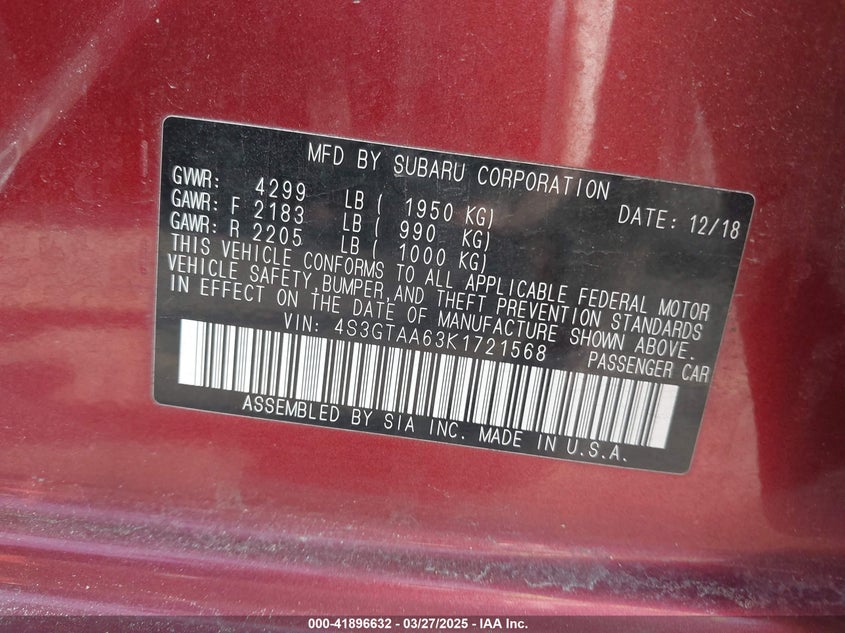 MFD BY SUBARU CORPORATION
GVWR: 4299 LB ( 1950 KG) DATE: 12/18
GAWR: F 2183 LB ( 990 KG)
GAWR: R 2205 LB ( 1000 KG)
THIS VEHICLE CONFORMS TO ALL APPLICABLE FEDERAL MOTOR
VEHICLE SAFETY, BUMPER, AND THEFT PREVENTION STANDARDS
IN EFFECT ON THE DATE OF MANUFACTURE SHOWN ABOVE.
VIN: 4S3GTAA63K1721568 PASSENGER CAR
ASSEMBLED BY SIA INC. MADE IN U.S.A.
000-41896632 - 03/27/2025 - IAA Inc.